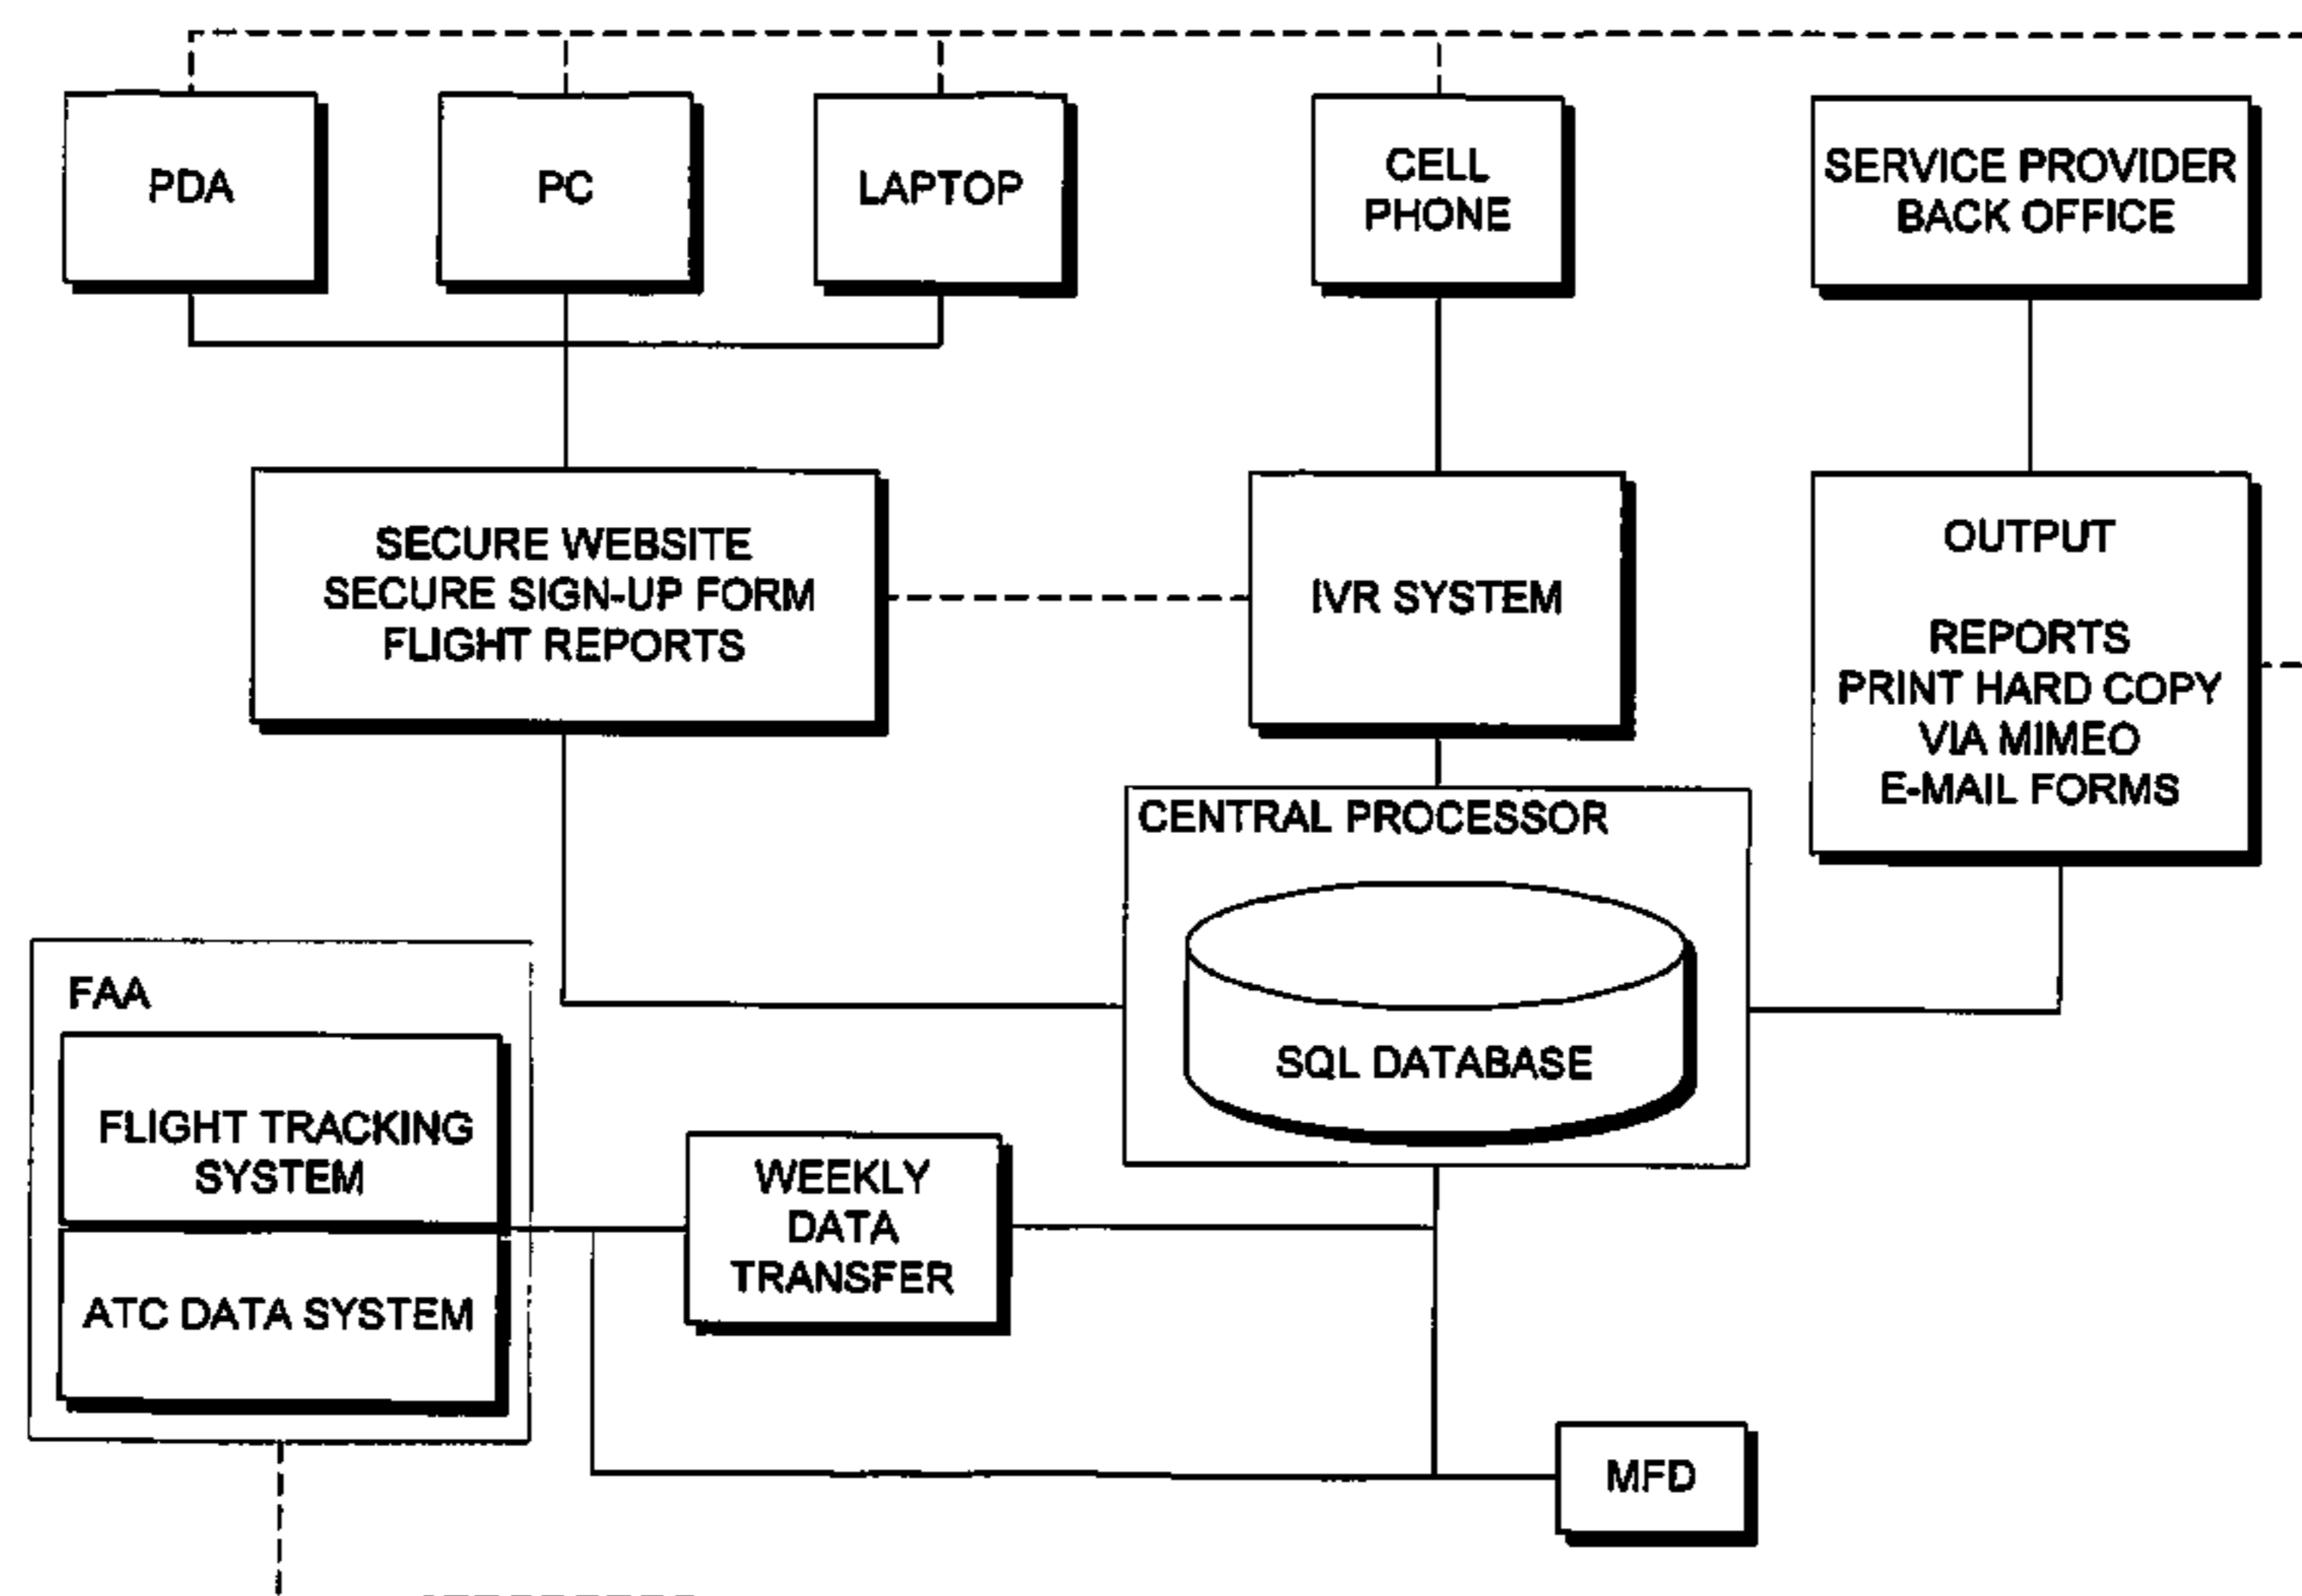 PDA
PC
LAPTOP
CELL
PHONE
SERVICE PROVIDER
BACK OFFICE
SECURE WEBSITE
SECURE SIGN-UP FORM
FLIGHT REPORTS
IVR SYSTEM
OUTPUT
REPORTS
PRINT HARD COPY
VIA MIMEO
E-MAIL FORMS
CENTRAL PROCESSOR
SQL DATABASE
FAA
FLIGHT TRACKING
SYSTEM
ATC DATA SYSTEM
WEEKLY
DATA
TRANSFER
MFD